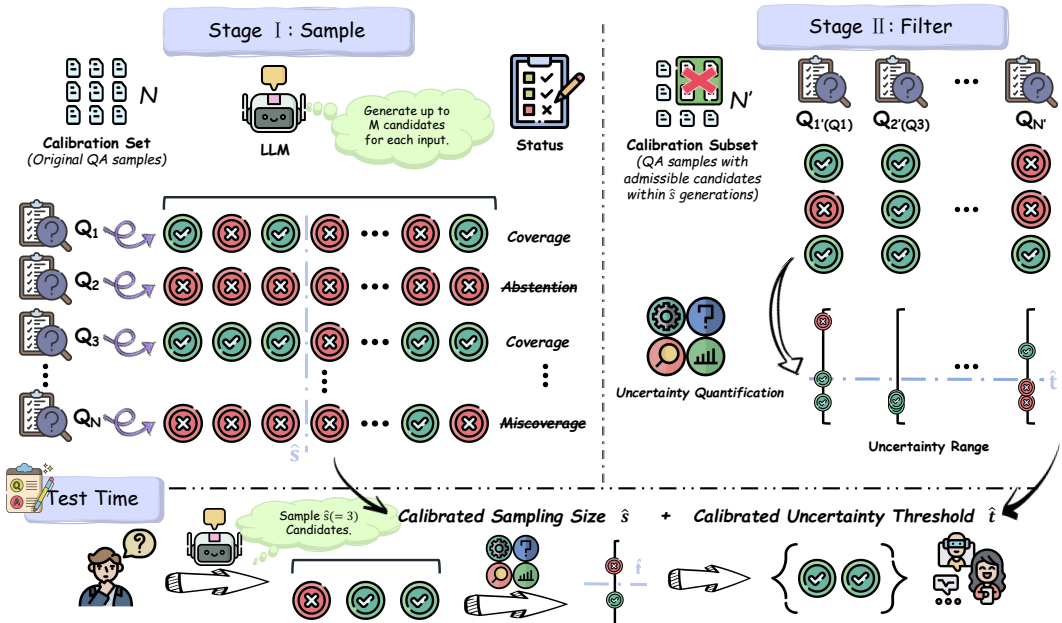 Stage Ⅰ: Sample
N
Calibration Set
(Original QA samples)
LLM
Generate up to
M candidates
for each input.
Status
Q1
Coverage
Q2
Abstention
Q3
Coverage
QN
Miscoverage
ŝ
Stage Ⅱ: Filter
N'
Calibration Subset
(QA samples with
admissible candidates
within ŝ generations)
Q1'(Q1)
Q2'(Q3)
QN'
Uncertainty Quantification
t̂
Uncertainty Range
Q
A
Test Time
Sample ŝ(= 3)
Candidates.
Calibrated Sampling Size ŝ + Calibrated Uncertainty Threshold t̂
t̂